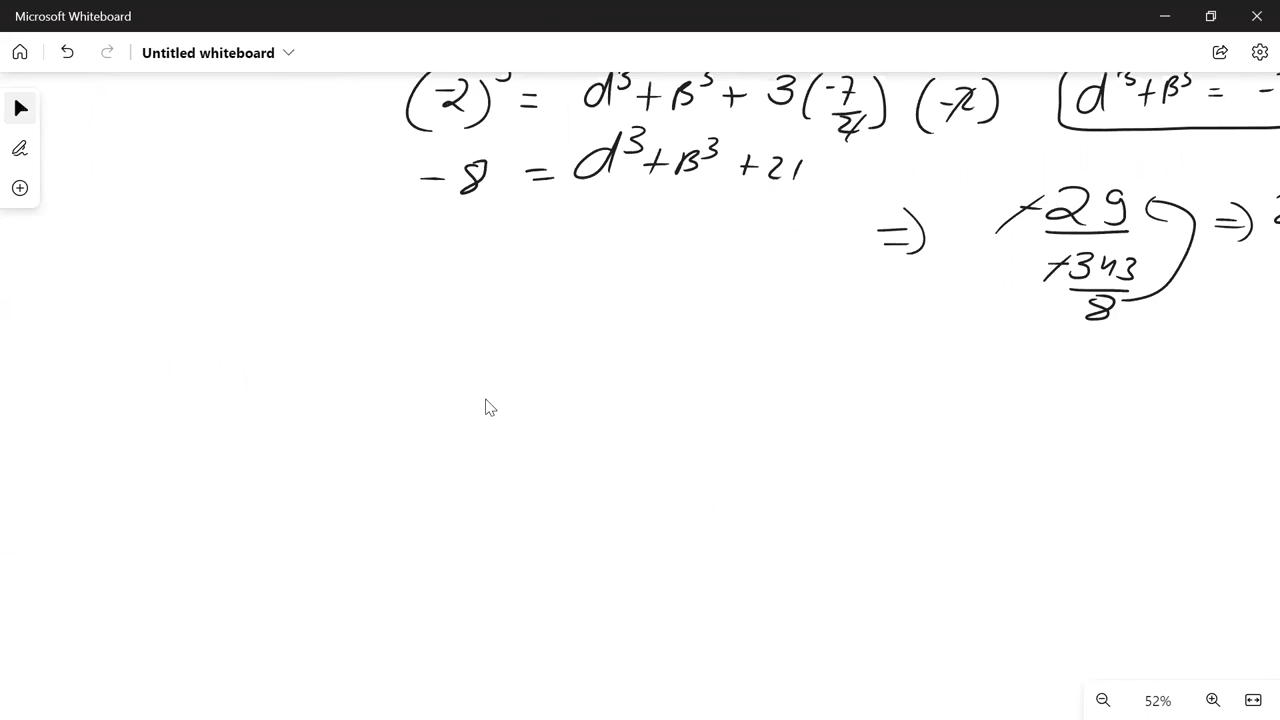 Microsoft Whiteboard
Untitled whiteboard
(-2)³ = α³ + β³ + 3(-7/2)(-2)
α³ + β³ = -
-8 = α³ + β³ + 21
=> -29 / (-343/8) =>
52%